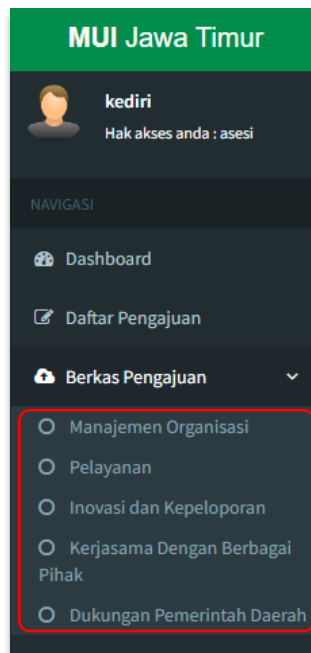 MUI Jawa Timur
kediri
Hak akses anda : asesi
NAVIGASI
Dashboard
Daftar Pengajuan
Berkas Pengajuan
Manajemen Organisasi
Pelayanan
Inovasi dan Kepeloporan
Kerjasama Dengan Berbagai
Pihak
Dukungan Pemerintah Daerah